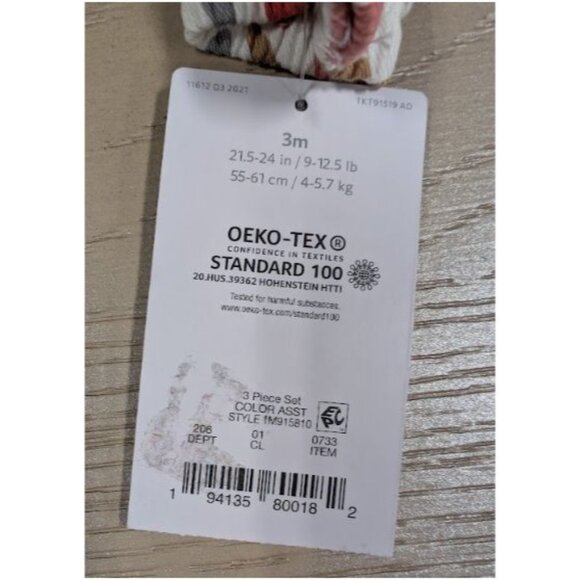 11612 Q3 2021
TKT91519 AD
3m
21.5-24 in / 9-12.5 lb
55-61 cm / 4-5.7 kg
OEKO-TEX®
CONFIDENCE IN TEXTILES
STANDARD 100
20.HUS.39362 HOHENSTEIN HTTI
Tested for harmful substances.
www.oeko-tex.com/standard100
3 Piece Set
COLOR ASST
STYLE 1M915810
EPC
206 01 0733
DEPT CL ITEM
1 94135 80018 2